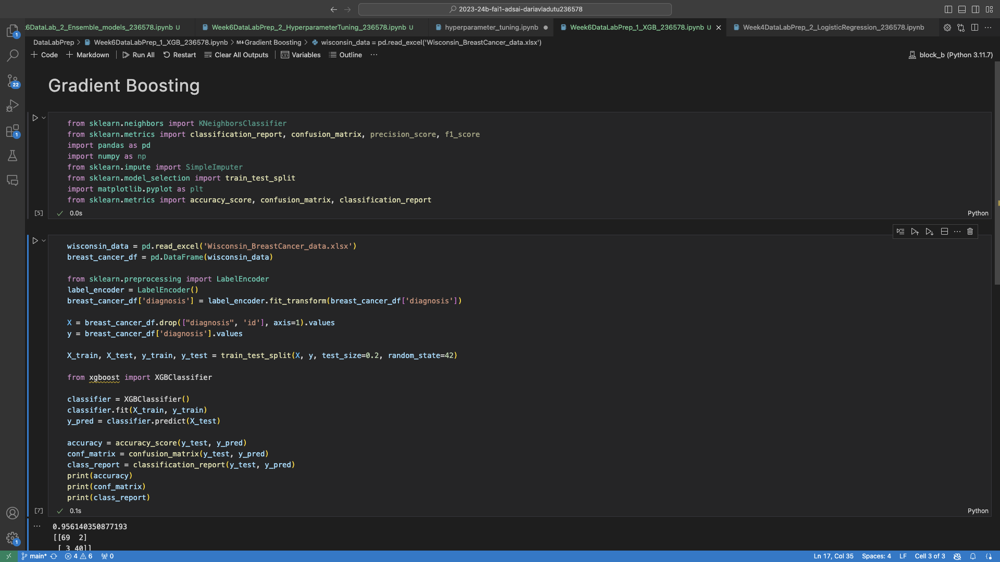 2023-24b-fai1-adsai-dariavladutu236578
6DataLab_2_Ensemble_models_236578.ipynb U
Week6DataLabPrep_2_HyperparameterTuning_236578.ipynb U
hyperparameter_tuning.ipynb
Week6DataLabPrep_1_XGB_236578.ipynb U
Week4DataLabPrep_2_LogisticRegression_236578.ipynb
DataLabPrep > Week6DataLabPrep_1_XGB_236578.ipynb > M↓Gradient Boosting > wisconsin_data = pd.read_excel('Wisconsin_BreastCancer_data.xlsx')
+ Code + Markdown Run All Restart Clear All Outputs Variables Outline ···
block_b (Python 3.11.7)
1
22
1
Gradient Boosting
from sklearn.neighbors import KNeighborsClassifier
from sklearn.metrics import classification_report, confusion_matrix, precision_score, f1_score
import pandas as pd
import numpy as np
from sklearn.impute import SimpleImputer
from sklearn.model_selection import train_test_split
import matplotlib.pyplot as plt
from sklearn.metrics import accuracy_score, confusion_matrix, classification_report
[5] 0.0s Python
wisconsin_data = pd.read_excel('Wisconsin_BreastCancer_data.xlsx')
breast_cancer_df = pd.DataFrame(wisconsin_data)
from sklearn.preprocessing import LabelEncoder
label_encoder = LabelEncoder()
breast_cancer_df['diagnosis'] = label_encoder.fit_transform(breast_cancer_df['diagnosis'])
X = breast_cancer_df.drop(["diagnosis", 'id'], axis=1).values
y = breast_cancer_df['diagnosis'].values
X_train, X_test, y_train, y_test = train_test_split(X, y, test_size=0.2, random_state=42)
from xgboost import XGBClassifier
classifier = XGBClassifier()
classifier.fit(X_train, y_train)
y_pred = classifier.predict(X_test)
accuracy = accuracy_score(y_test, y_pred)
conf_matrix = confusion_matrix(y_test, y_pred)
class_report = classification_report(y_test, y_pred)
print(accuracy)
print(conf_matrix)
print(class_report)
[7] 0.1s Python
··· 0.956140350877193
[[69  2]
[ 3 40]]
1
main* 4 6 0
Ln 17, Col 35 Spaces: 4 LF Cell 3 of 3